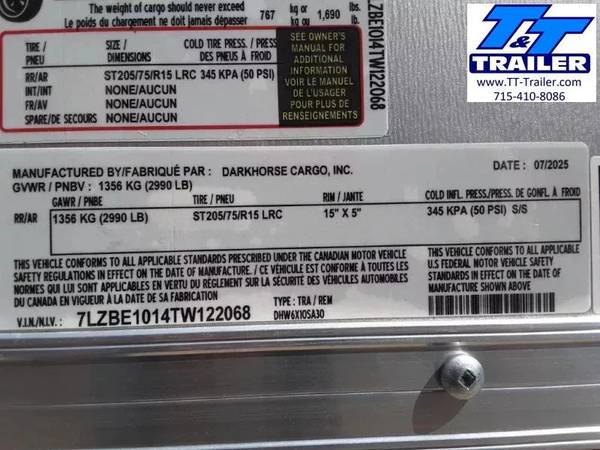 The weight of cargo should never exceed
Le poids du chargement ne doit jamais dépasser 767 kg or kg ou 1,690 lbs. lb.
TIRE / PNEU SIZE / DIMENSIONS COLD TIRE PRESS./PRESS. DE GONF. À FROID
RR/AR ST205/75/R15 LRC 345 KPA (50 PSI)
INT/INT NONE/AUCUN
FR/AV NONE/AUCUN
SPARE/DE SECOURS NONE/AUCUN
SEE OWNER'S
MANUAL FOR
ADDITIONAL
INFORMATION
VOIR LE MANUEL
DE L'USAGER
POUR PLUS DE
RENSEIGNEMENTS
7LZBE1014TW122068
T&T
TRAILER
www.TT-Trailer.com
715-410-8086
MANUFACTURED BY/FABRIQUÉ PAR : DARKHORSE CARGO, INC. DATE : 07/2025
GVWR / PNBV : 1356 KG (2990 LB)
GAWR / PNBE TIRE / PNEU RIM / JANTE COLD INFL. PRESS./PRESS. DE GONFL. À FROID
RR/AR 1356 KG (2990 LB) ST205/75/R15 LRC 15" X 5" 345 KPA (50 PSI) S/S
THIS VEHICLE CONFORMS TO ALL APPLICABLE STANDARDS PRESCRIBED UNDER THE CANADIAN MOTOR VEHICLE
SAFETY REGULATIONS IN EFFECT ON THE DATE OF MANUFACTURE. / CE VÉHICULE EST CONFORME À TOUTES LES
NORMES QUI LUI SONT APPLICABLES EN VERTU DU RÈGLEMENT SUR LA SÉCURITÉ DES VÉHICULES AUTOMOBILES
DU CANADA EN VIGUEUR À LA DATE DE SA FABRICATION.
THIS VEHICLE CONFORMS TO ALL APPLICABLE
U.S FEDERAL MOTOR VEHICLE SAFETY
STANDARDS IN EFFECT ON THE DATE OF
MANUFACTURE SHOWN ABOVE.
V.I.N./N.I.V.: 7LZBE1014TW122068
TYPE : TRA / REM
DHW6X10SA30